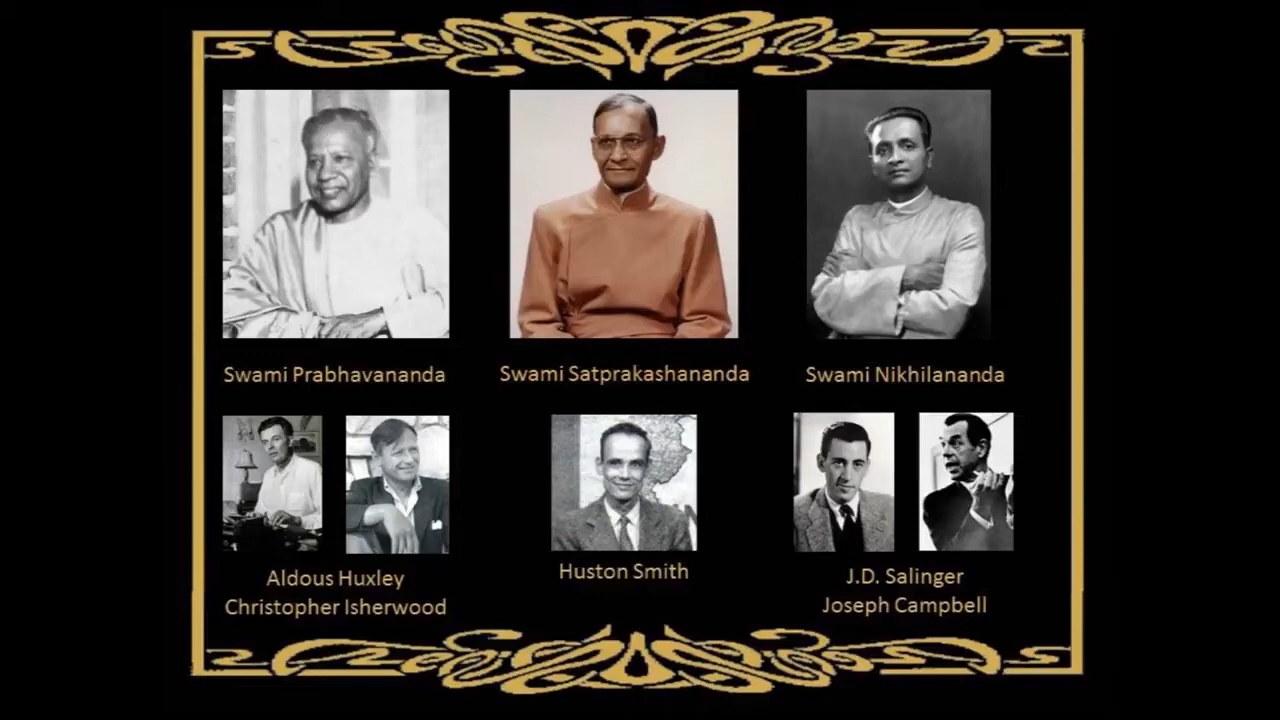 Swami Prabhavananda
Swami Satprakashananda
Swami Nikhilananda
Aldous Huxley
Christopher Isherwood
Huston Smith
J.D. Salinger
Joseph Campbell